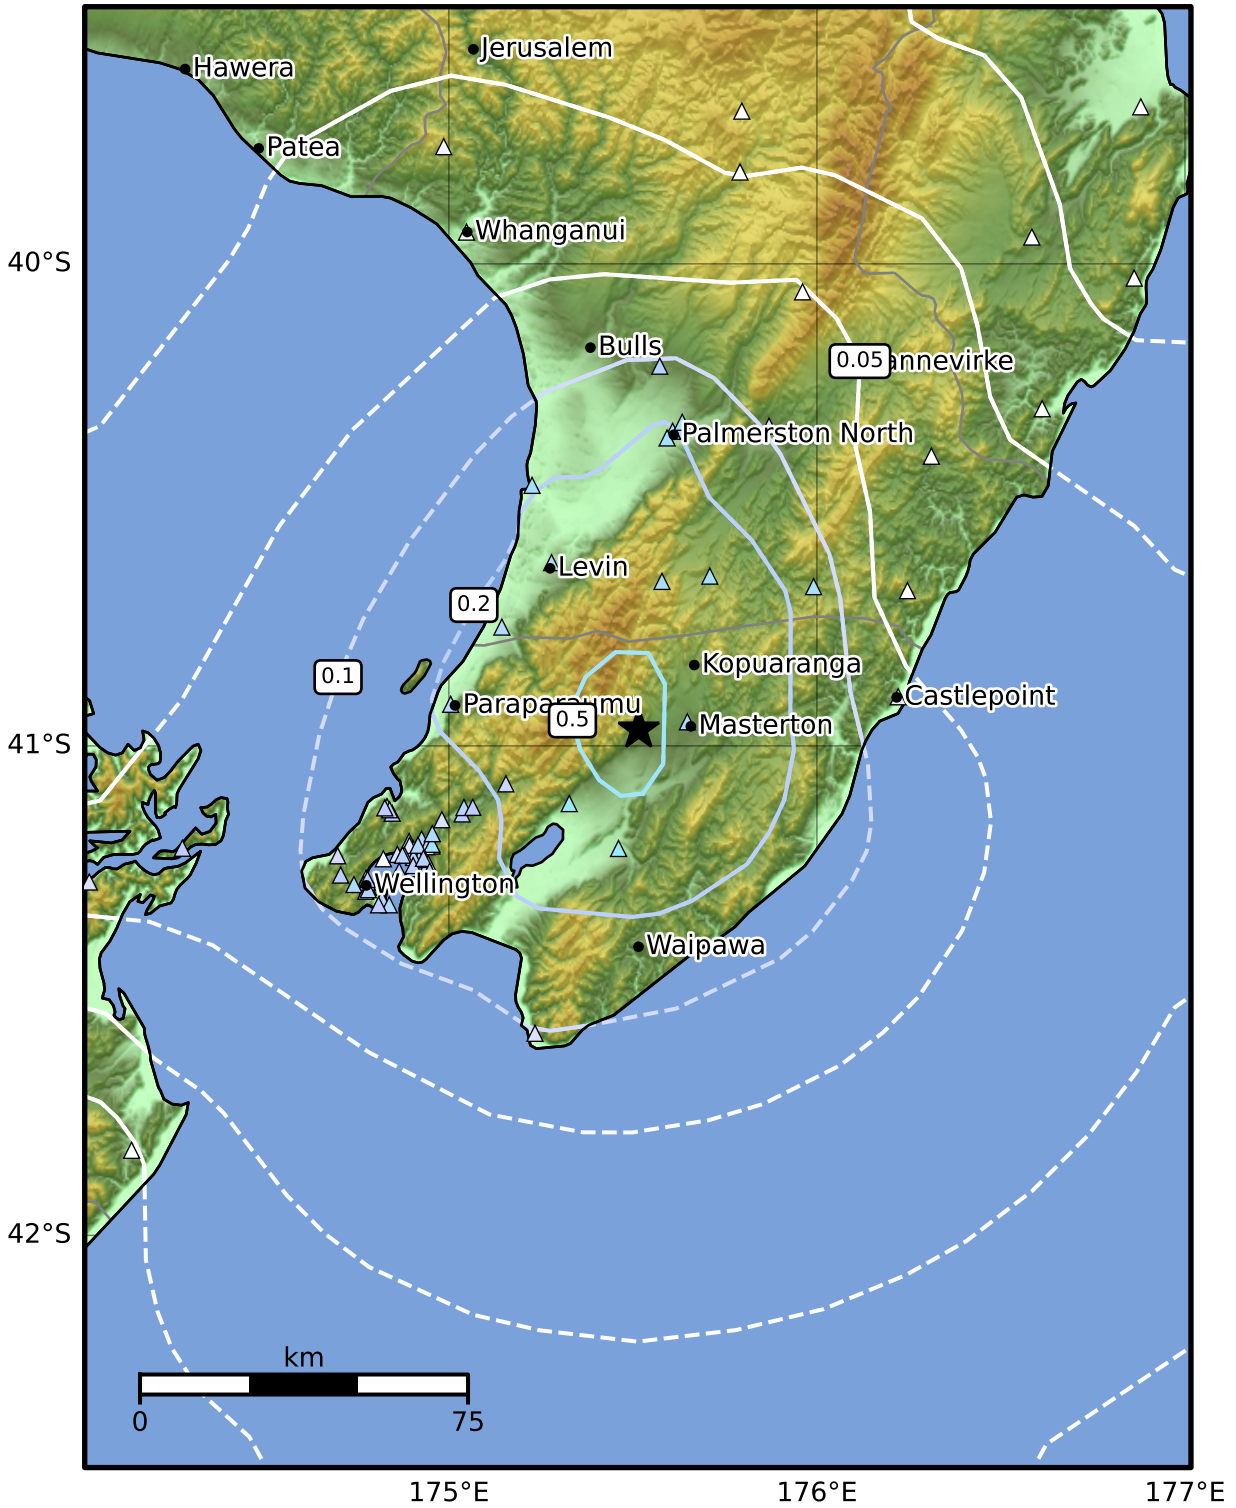 Jerusalem
Hawera
Patea
Whanganui
40°S
Bulls
0.05
annevirke
Palmerston North
Levin
0.2
Kopuaranga
0.1
Castlepoint
Paraparaumu
0.5
Masterton
41°S
Wellington
Waipawa
42°S
km
0 75
175°E 176°E 177°E